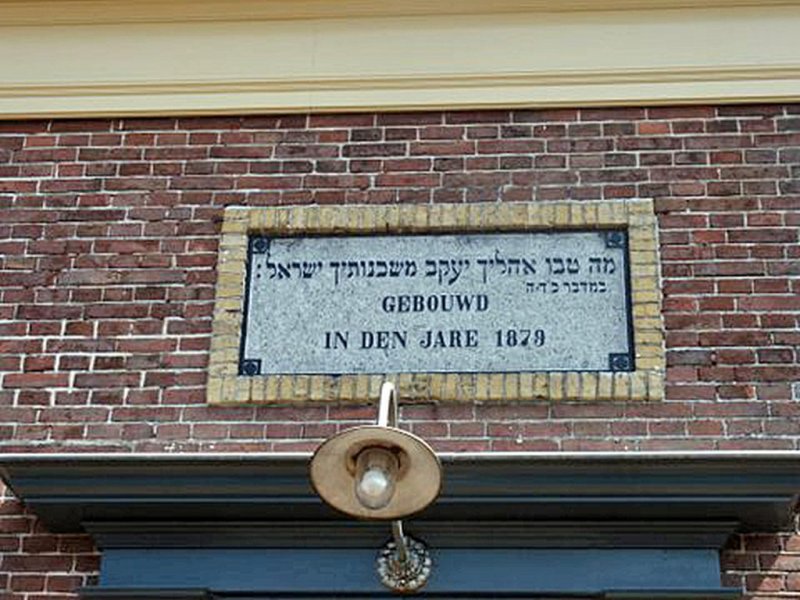 מה טבו אהליך יעקב משכנותיך ישראל:
במדבר כ׳ד-ה
GEBOUWD
IN DEN JARE 1879